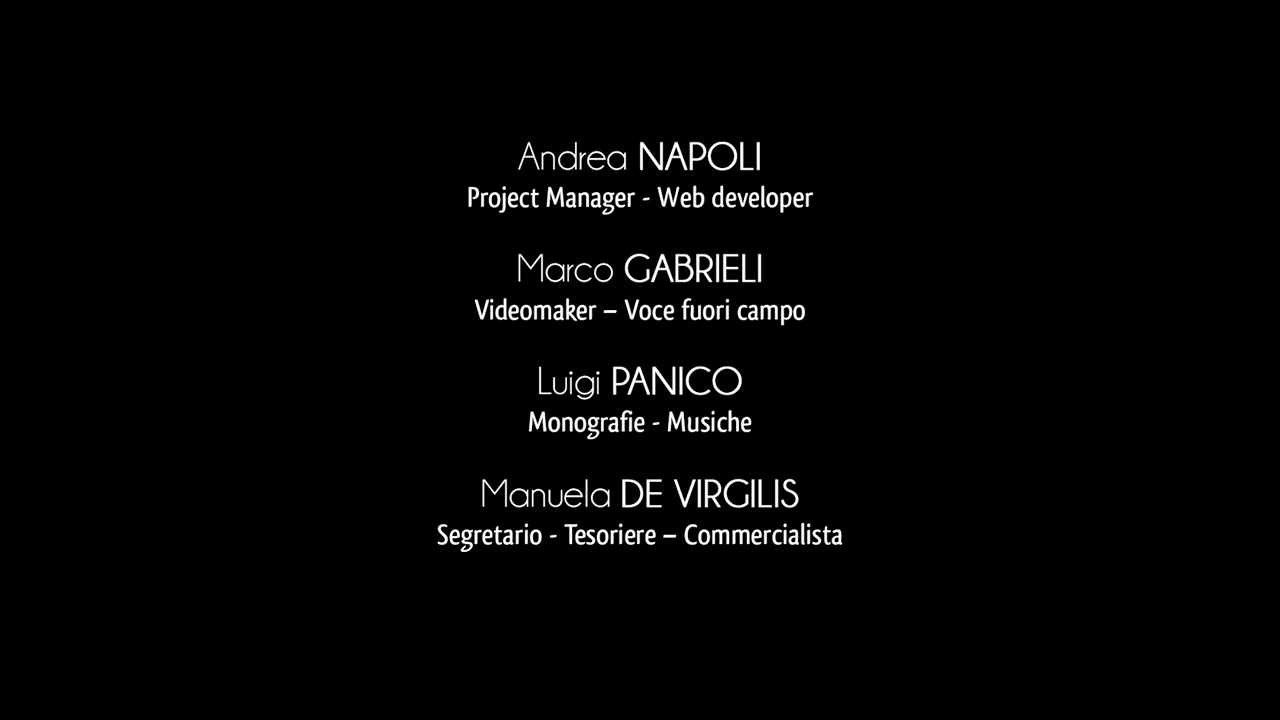 Andrea NAPOLI
Project Manager - Web developer
Marco GABRIELI
Videomaker – Voce fuori campo
Luigi PANICO
Monografie - Musiche
Manuela DE VIRGILIS
Segretario - Tesoriere – Commercialista